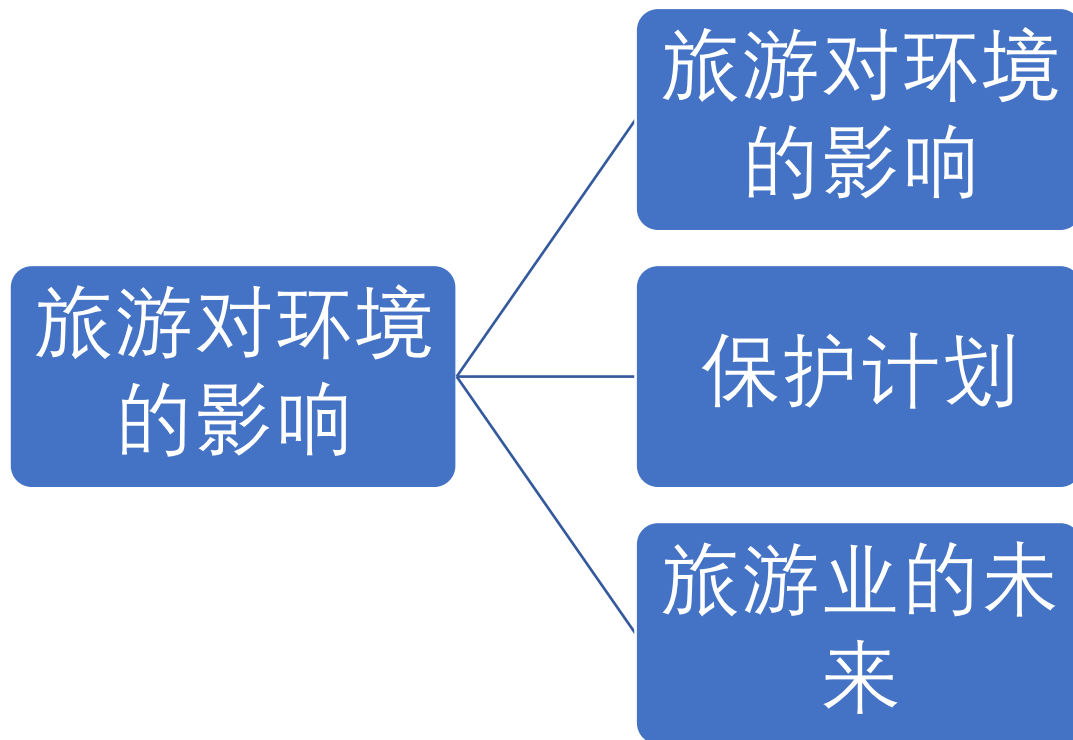 旅游对环境
的影响
旅游对环境
的影响
保护计划
旅游业的未
来